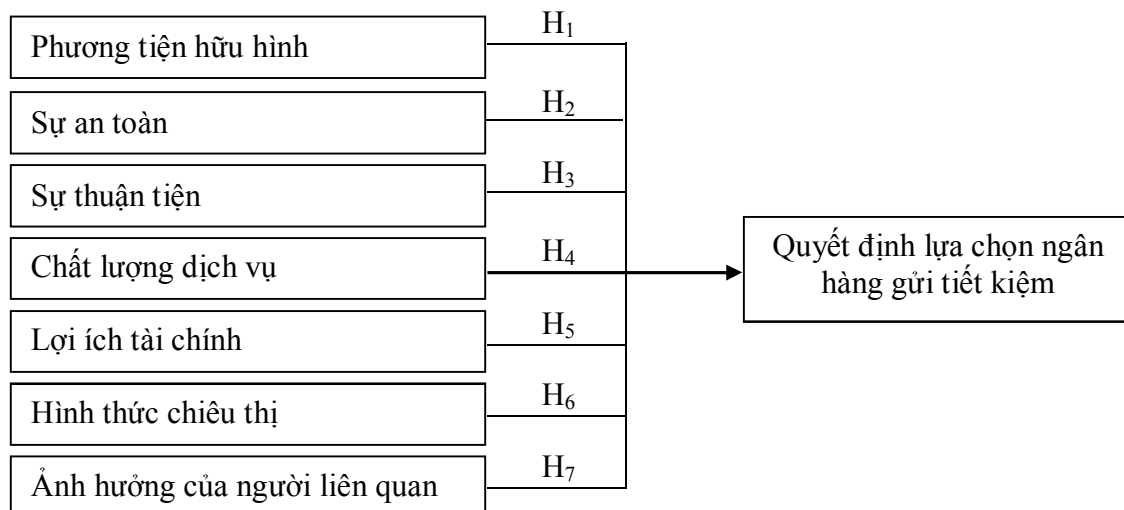 Phương tiện hữu hình
H₁
Sự an toàn
H₂
Sự thuận tiện
H₃
Chất lượng dịch vụ
H₄
Lợi ích tài chính
H₅
Hình thức chiêu thị
H₆
Ảnh hưởng của người liên quan
H₇
Quyết định lựa chọn ngân
hàng gửi tiết kiệm